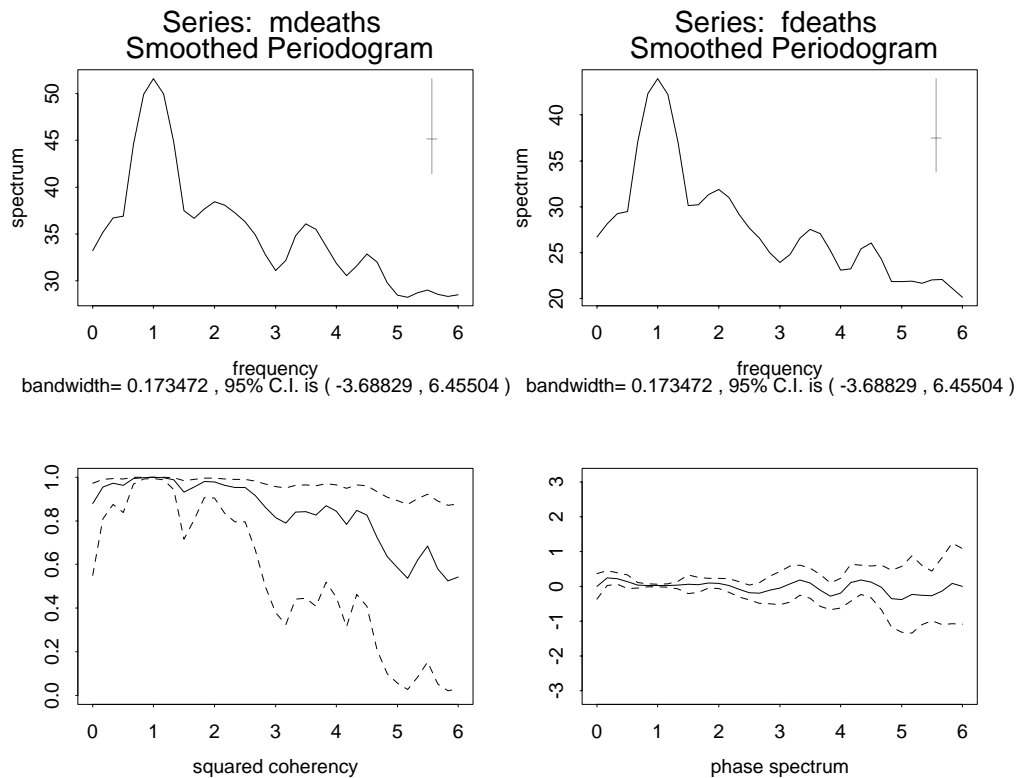 Series: mdeaths
Smoothed Periodogram
spectrum
50
45
40
35
30
0 1 2 3 4 5 6
frequency
bandwidth= 0.173472 , 95% C.I. is ( -3.68829 , 6.45504 )
Series: fdeaths
Smoothed Periodogram
spectrum
40
35
30
25
20
0 1 2 3 4 5 6
frequency
bandwidth= 0.173472 , 95% C.I. is ( -3.68829 , 6.45504 )
1.0
0.8
0.6
0.4
0.2
0.0
0 1 2 3 4 5 6
squared coherency
3
2
1
0
-1
-2
-3
0 1 2 3 4 5 6
phase spectrum